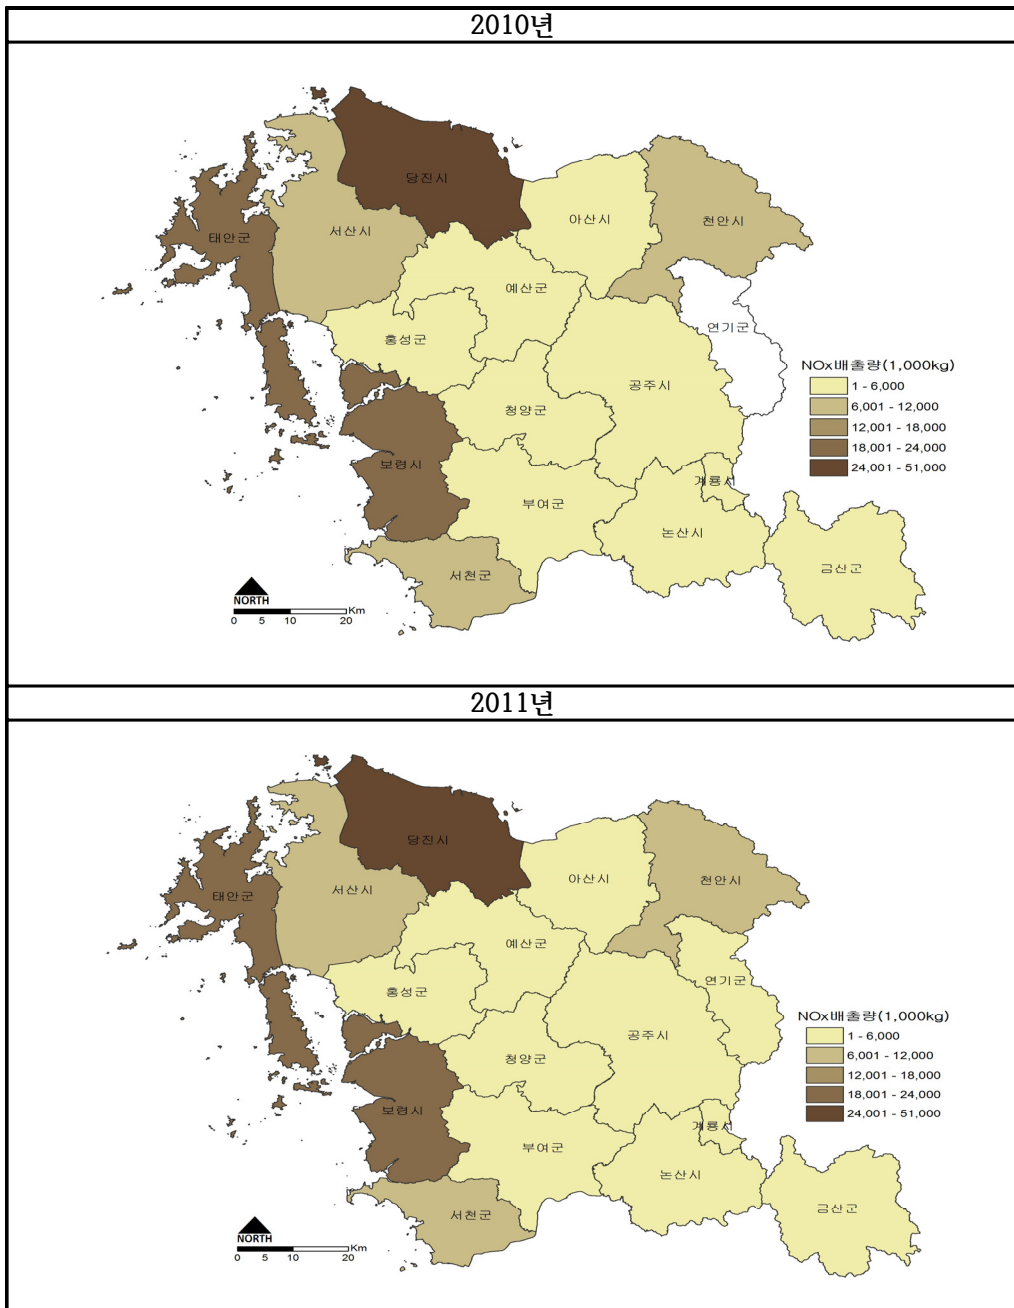 2010년
당진시
아산시
천안시
서산시
태안군
예산군
연기군
홍성군
공주시
청양군
보령시
계룡시
부여군
논산시
서천군
금산군
NOx배출량(1,000kg)
1 - 6,000
6,001 - 12,000
12,001 - 18,000
18,001 - 24,000
24,001 - 51,000
NORTH
Km
0 5 10 20
2011년
당진시
아산시
천안시
서산시
태안군
예산군
연기군
홍성군
공주시
청양군
보령시
계룡시
부여군
논산시
서천군
금산군
NOx배출량(1,000kg)
1 - 6,000
6,001 - 12,000
12,001 - 18,000
18,001 - 24,000
24,001 - 51,000
NORTH
Km
0 5 10 20